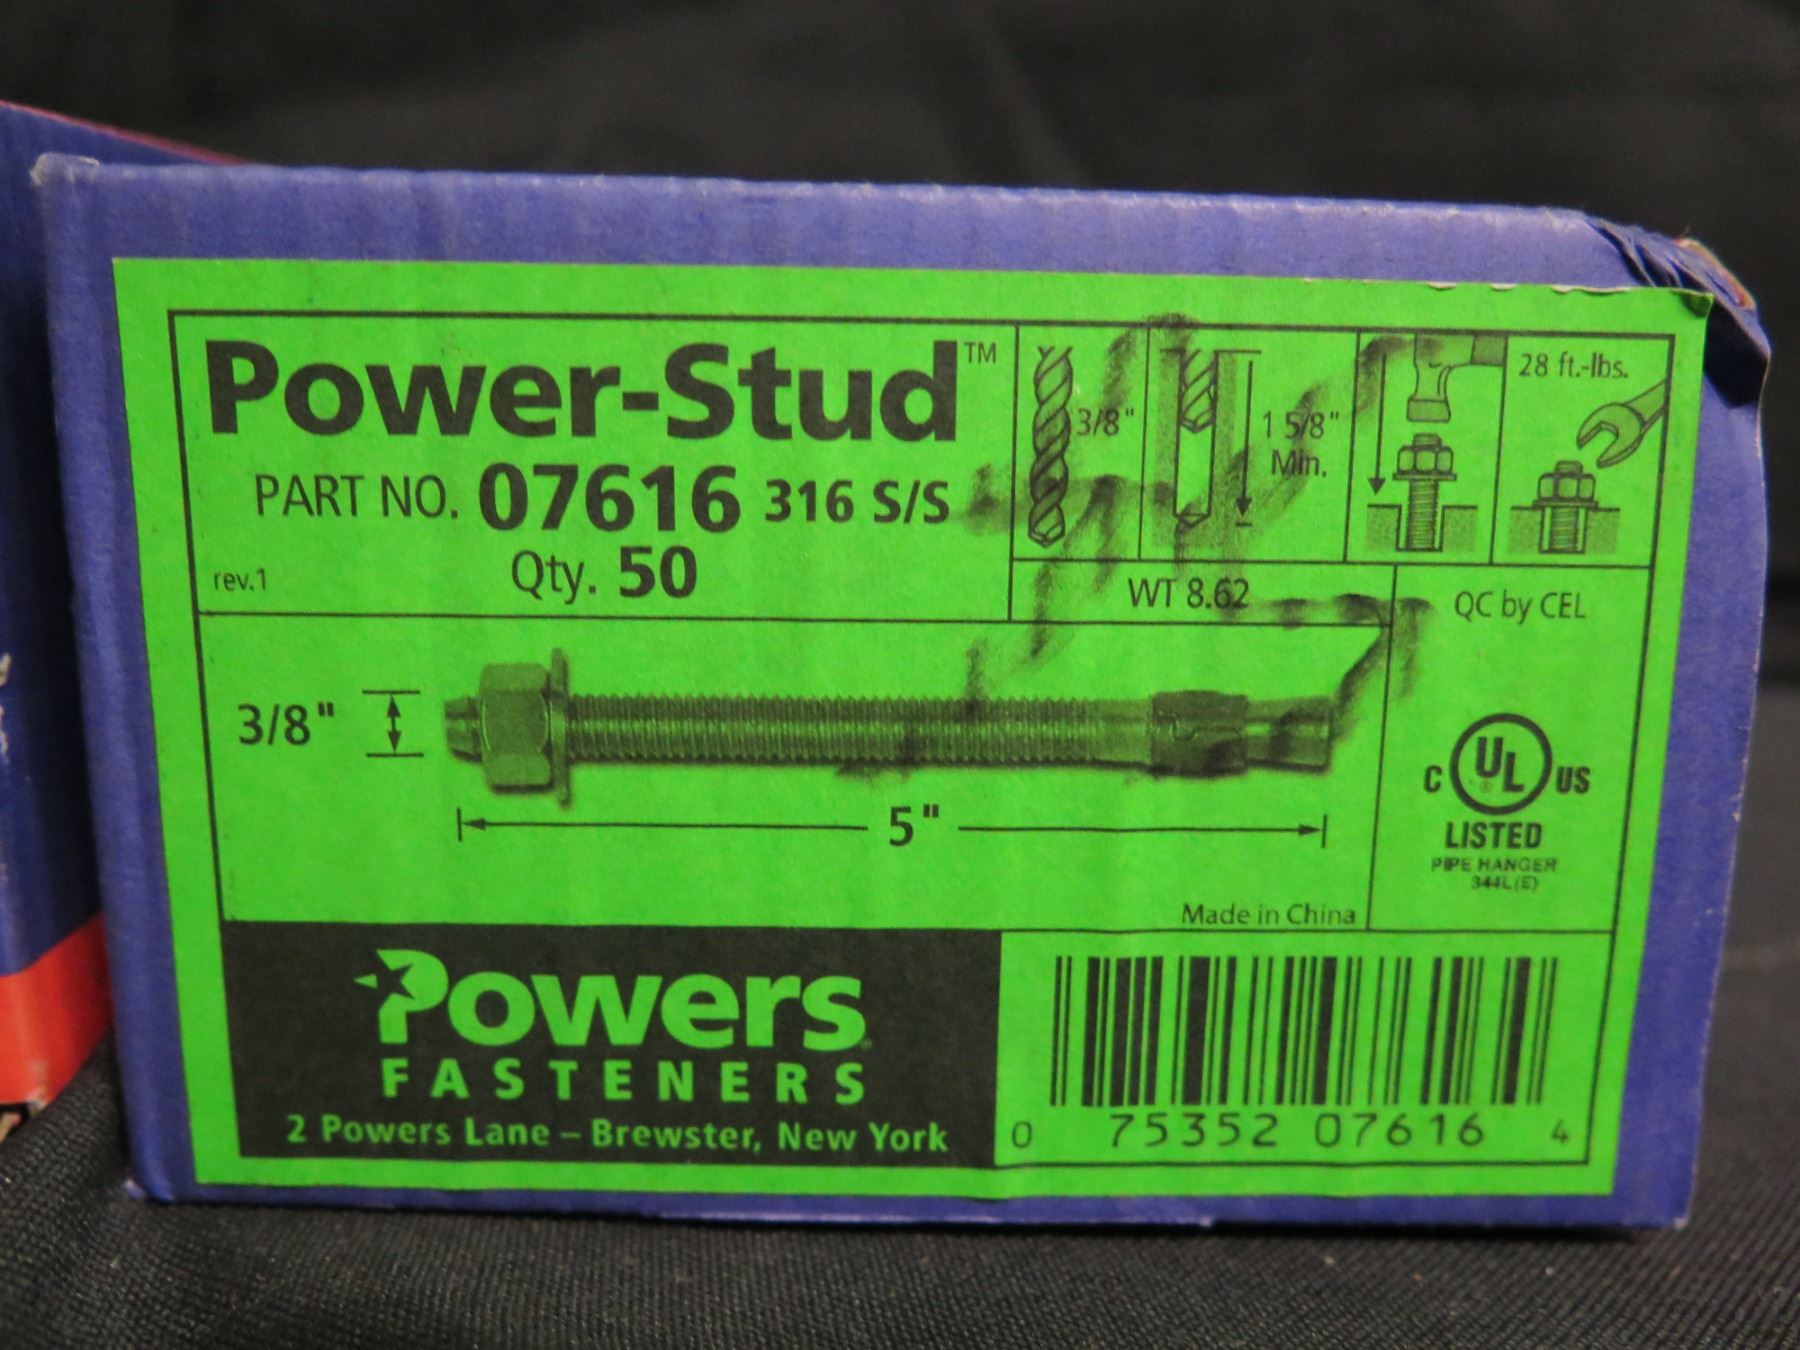 Power-Stud™
PART NO. 07616 316 S/S
rev.1
Qty. 50
3/8"
1 5/8"
Min.
28 ft.-lbs.
WT 8.62
QC by CEL
3/8"
5"
C UL® US
LISTED
PIPE HANGER
344L(E)
Made in China
Powers
FASTENERS
2 Powers Lane – Brewster, New York
0 75352 07616 4